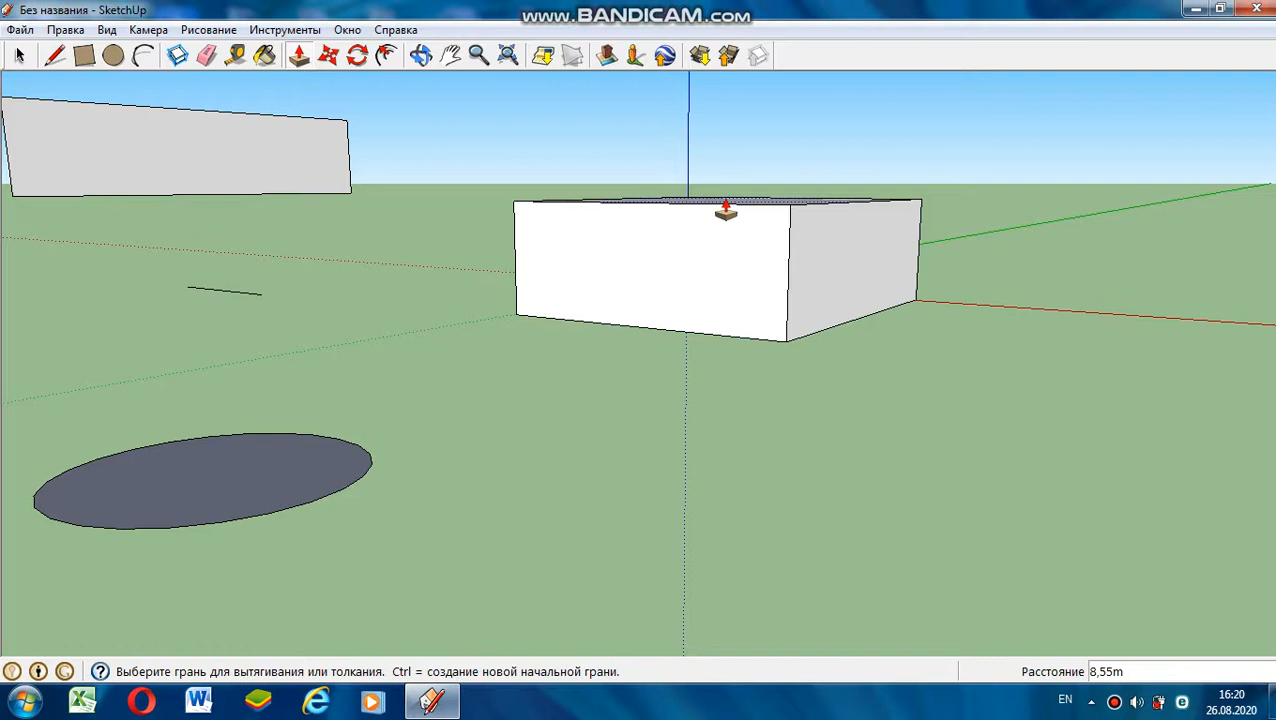 Без названия - SketchUp
www.BANDICAM.com
Файл Правка Вид Камера Рисование Инструменты Окно Справка
Выберите грань для вытягивания или толкания. Ctrl = создание новой начальной грани.
Расстояние 8,55m
EN
16:20
26.08.2020